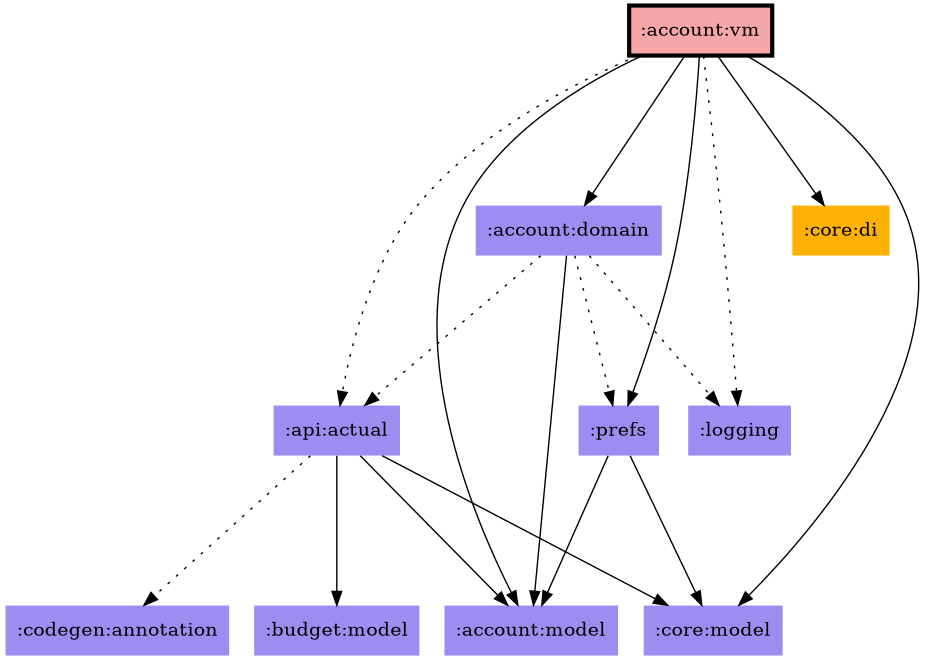 :account:vm
:account:domain
:core:di
:api:actual
:prefs
:logging
:codegen:annotation
:budget:model
:account:model
:core:model